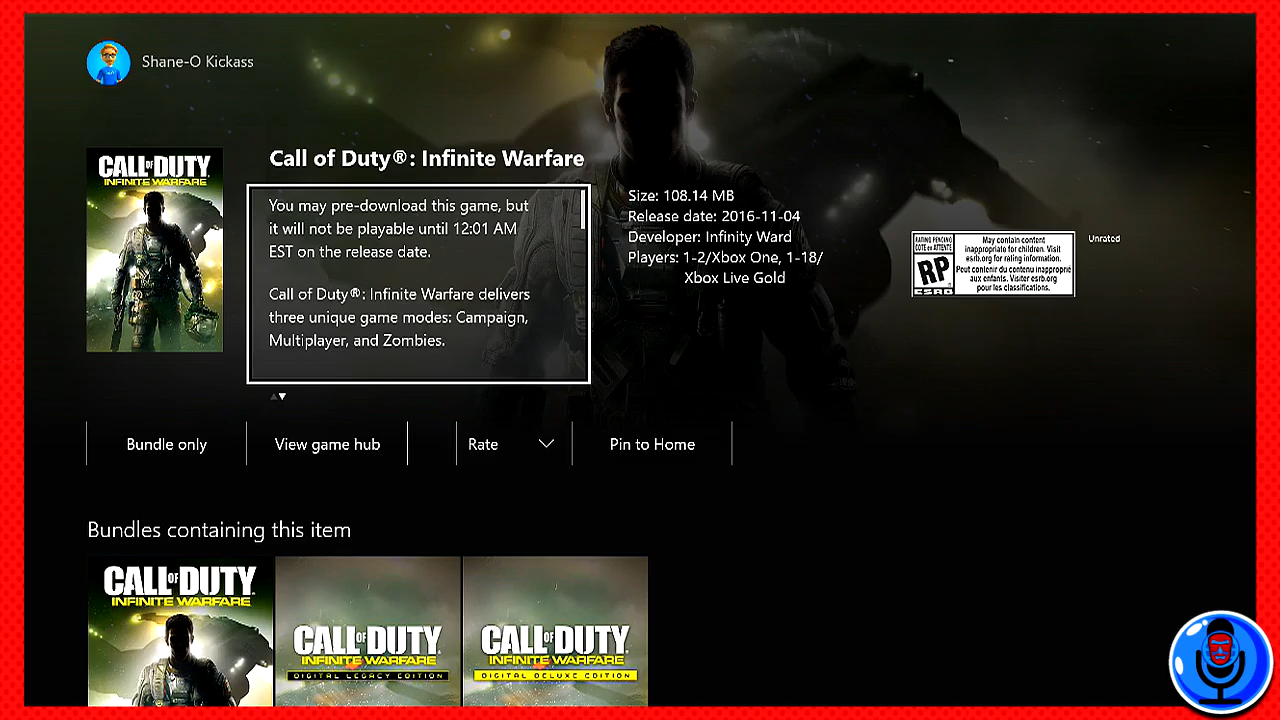 Shane-O Kickass
CALL OF DUTY
INFINITE WARFARE
Call of Duty®: Infinite Warfare
You may pre-download this game, but
it will not be playable until 12:01 AM
EST on the release date.
Call of Duty®: Infinite Warfare delivers
three unique game modes: Campaign,
Multiplayer, and Zombies.
Size: 108.14 MB
Release date: 2016-11-04
Developer: Infinity Ward
Players: 1-2/Xbox One, 1-18/
Xbox Live Gold
RATING PENDING
COTE en ATTENTE
RP
ESRB
May contain content
inappropriate for children. Visit
esrb.org for rating information.
Peut contenir du contenu inapproprié
aux enfants. Visiter esrb.org
pour les classifications.
Unrated
Bundle only
View game hub
Rate
Pin to Home
Bundles containing this item
CALL OF DUTY
INFINITE WARFARE
CALL OF DUTY
INFINITE WARFARE
DIGITAL LEGACY EDITION
CALL OF DUTY
INFINITE WARFARE
DIGITAL DELUXE EDITION